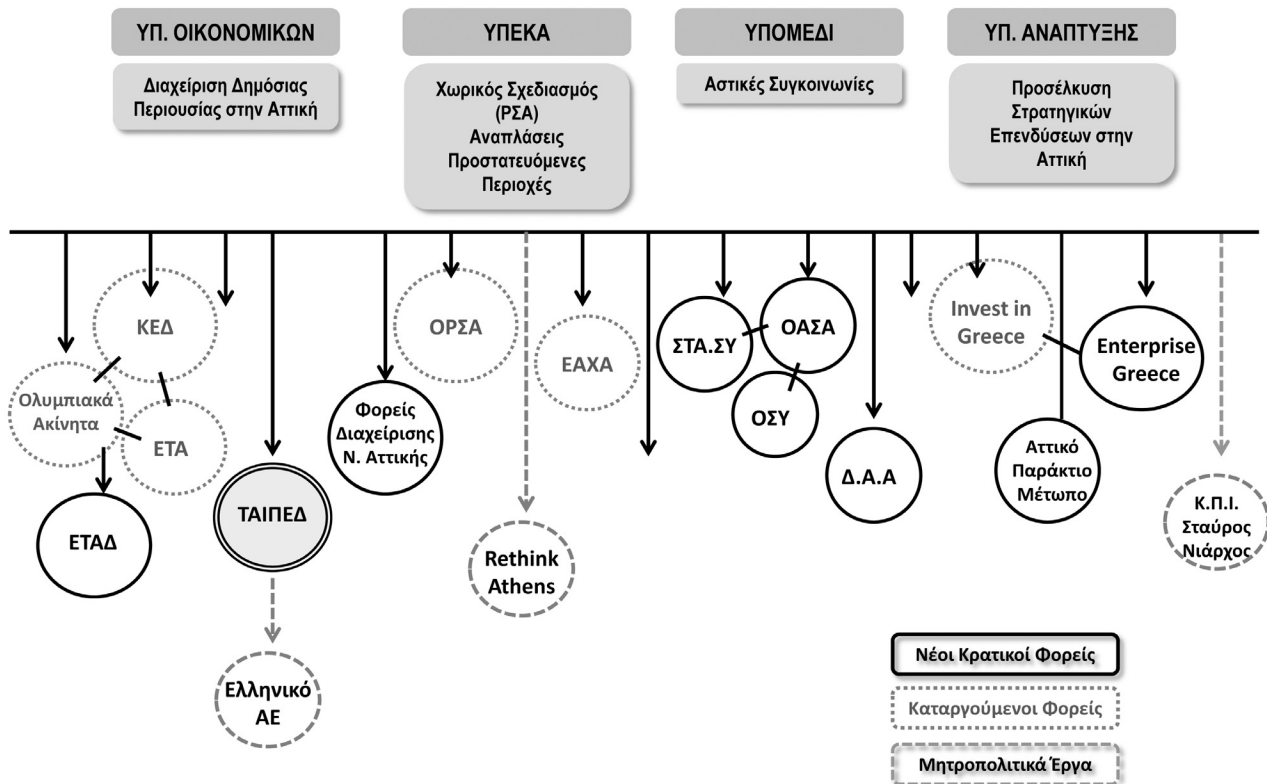 ΥΠ. ΟΙΚΟΝΟΜΙΚΩΝ
Διαχείριση Δημόσιας
Περιουσίας στην Αττική
ΥΠΕΚΑ
Χωρικός Σχεδιασμός
(ΡΣΑ)
Αναπλάσεις
Προστατευόμενες
Περιοχές
ΥΠΟΜΕΔΙ
Αστικές Συγκοινωνίες
ΥΠ. ΑΝΑΠΤΥΞΗΣ
Προσέλκυση
Στρατηγικών
Επενδύσεων στην
Αττική
ΚΕΔ
Ολυμπιακά
Ακίνητα
ΕΤΑ
ΕΤΑΔ
ΤΑΙΠΕΔ
Ελληνικό
ΑΕ
Φορείς
Διαχείρισης
Ν. Αττικής
ΟΡΣΑ
Rethink
Athens
ΕΑΧΑ
ΣΤΑ.ΣΥ
ΟΑΣΑ
ΟΣΥ
Δ.Α.Α
Invest in
Greece
Enterprise
Greece
Αττικό
Παράκτιο
Μέτωπο
Κ.Π.Ι.
Σταύρος
Νιάρχος
Νέοι Κρατικοί Φορείς
Καταργούμενοι Φορείς
Μητροπολιτικά Έργα